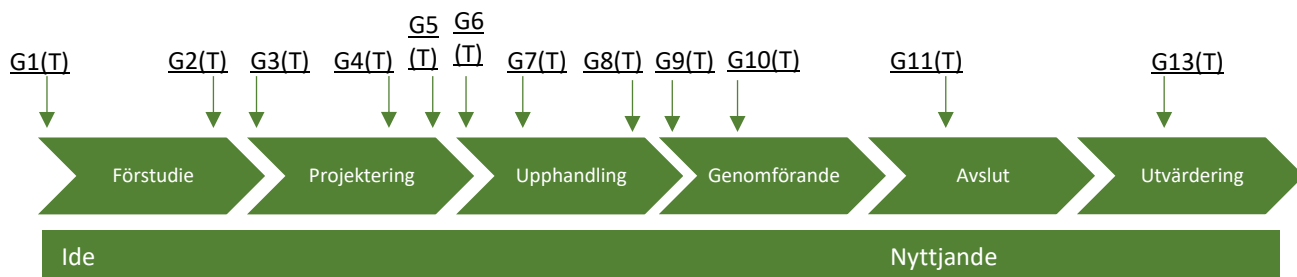 G1(T)
G2(T)
G3(T)
G4(T)
G5
(T)
G6
(T)
G7(T)
G8(T)
G9(T)
G10(T)
G11(T)
G13(T)
Förstudie
Projektering
Upphandling
Genomförande
Avslut
Utvärdering
Ide
Nyttjande